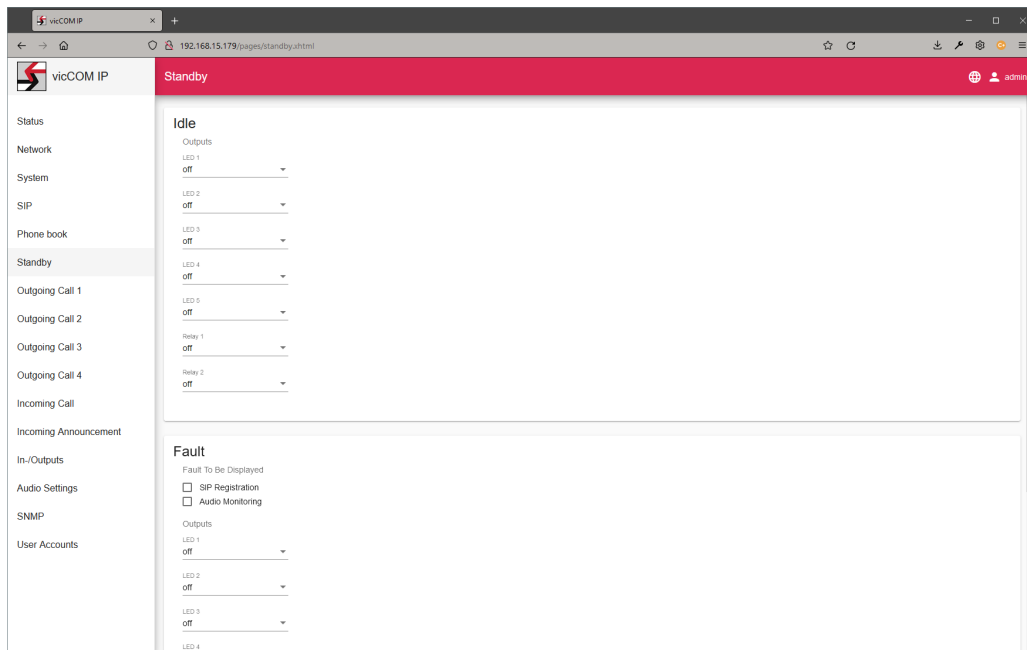 vicCOM IP
192.168.15.179/pages/standby.xhtml
vicCOM IP
Standby
admin
Status
Network
System
SIP
Phone book
Standby
Outgoing Call 1
Outgoing Call 2
Outgoing Call 3
Outgoing Call 4
Incoming Call
Incoming Announcement
In-/Outputs
Audio Settings
SNMP
User Accounts
Idle
Outputs
LED 1
off
LED 2
off
LED 3
off
LED 4
off
LED 5
off
Relay 1
off
Relay 2
off
Fault
Fault To Be Displayed
SIP Registration
Audio Monitoring
Outputs
LED 1
off
LED 2
off
LED 3
off
LED 4